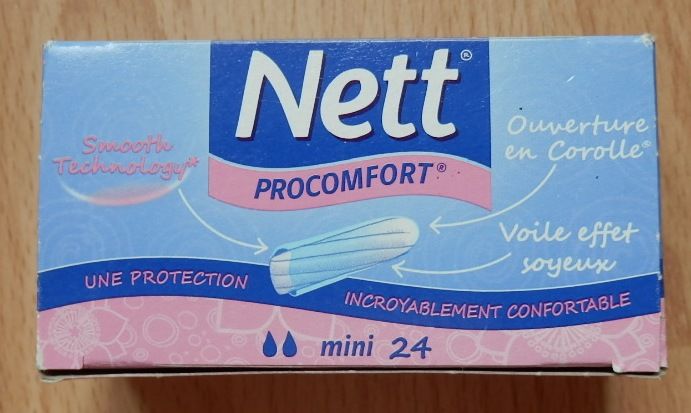 Nett®
PROCOMFORT®
Smooth
Technology*
Ouverture
en Corolle®
Voile effet
soyeux
UNE PROTECTION
INCROYABLEMENT CONFORTABLE
mini 24